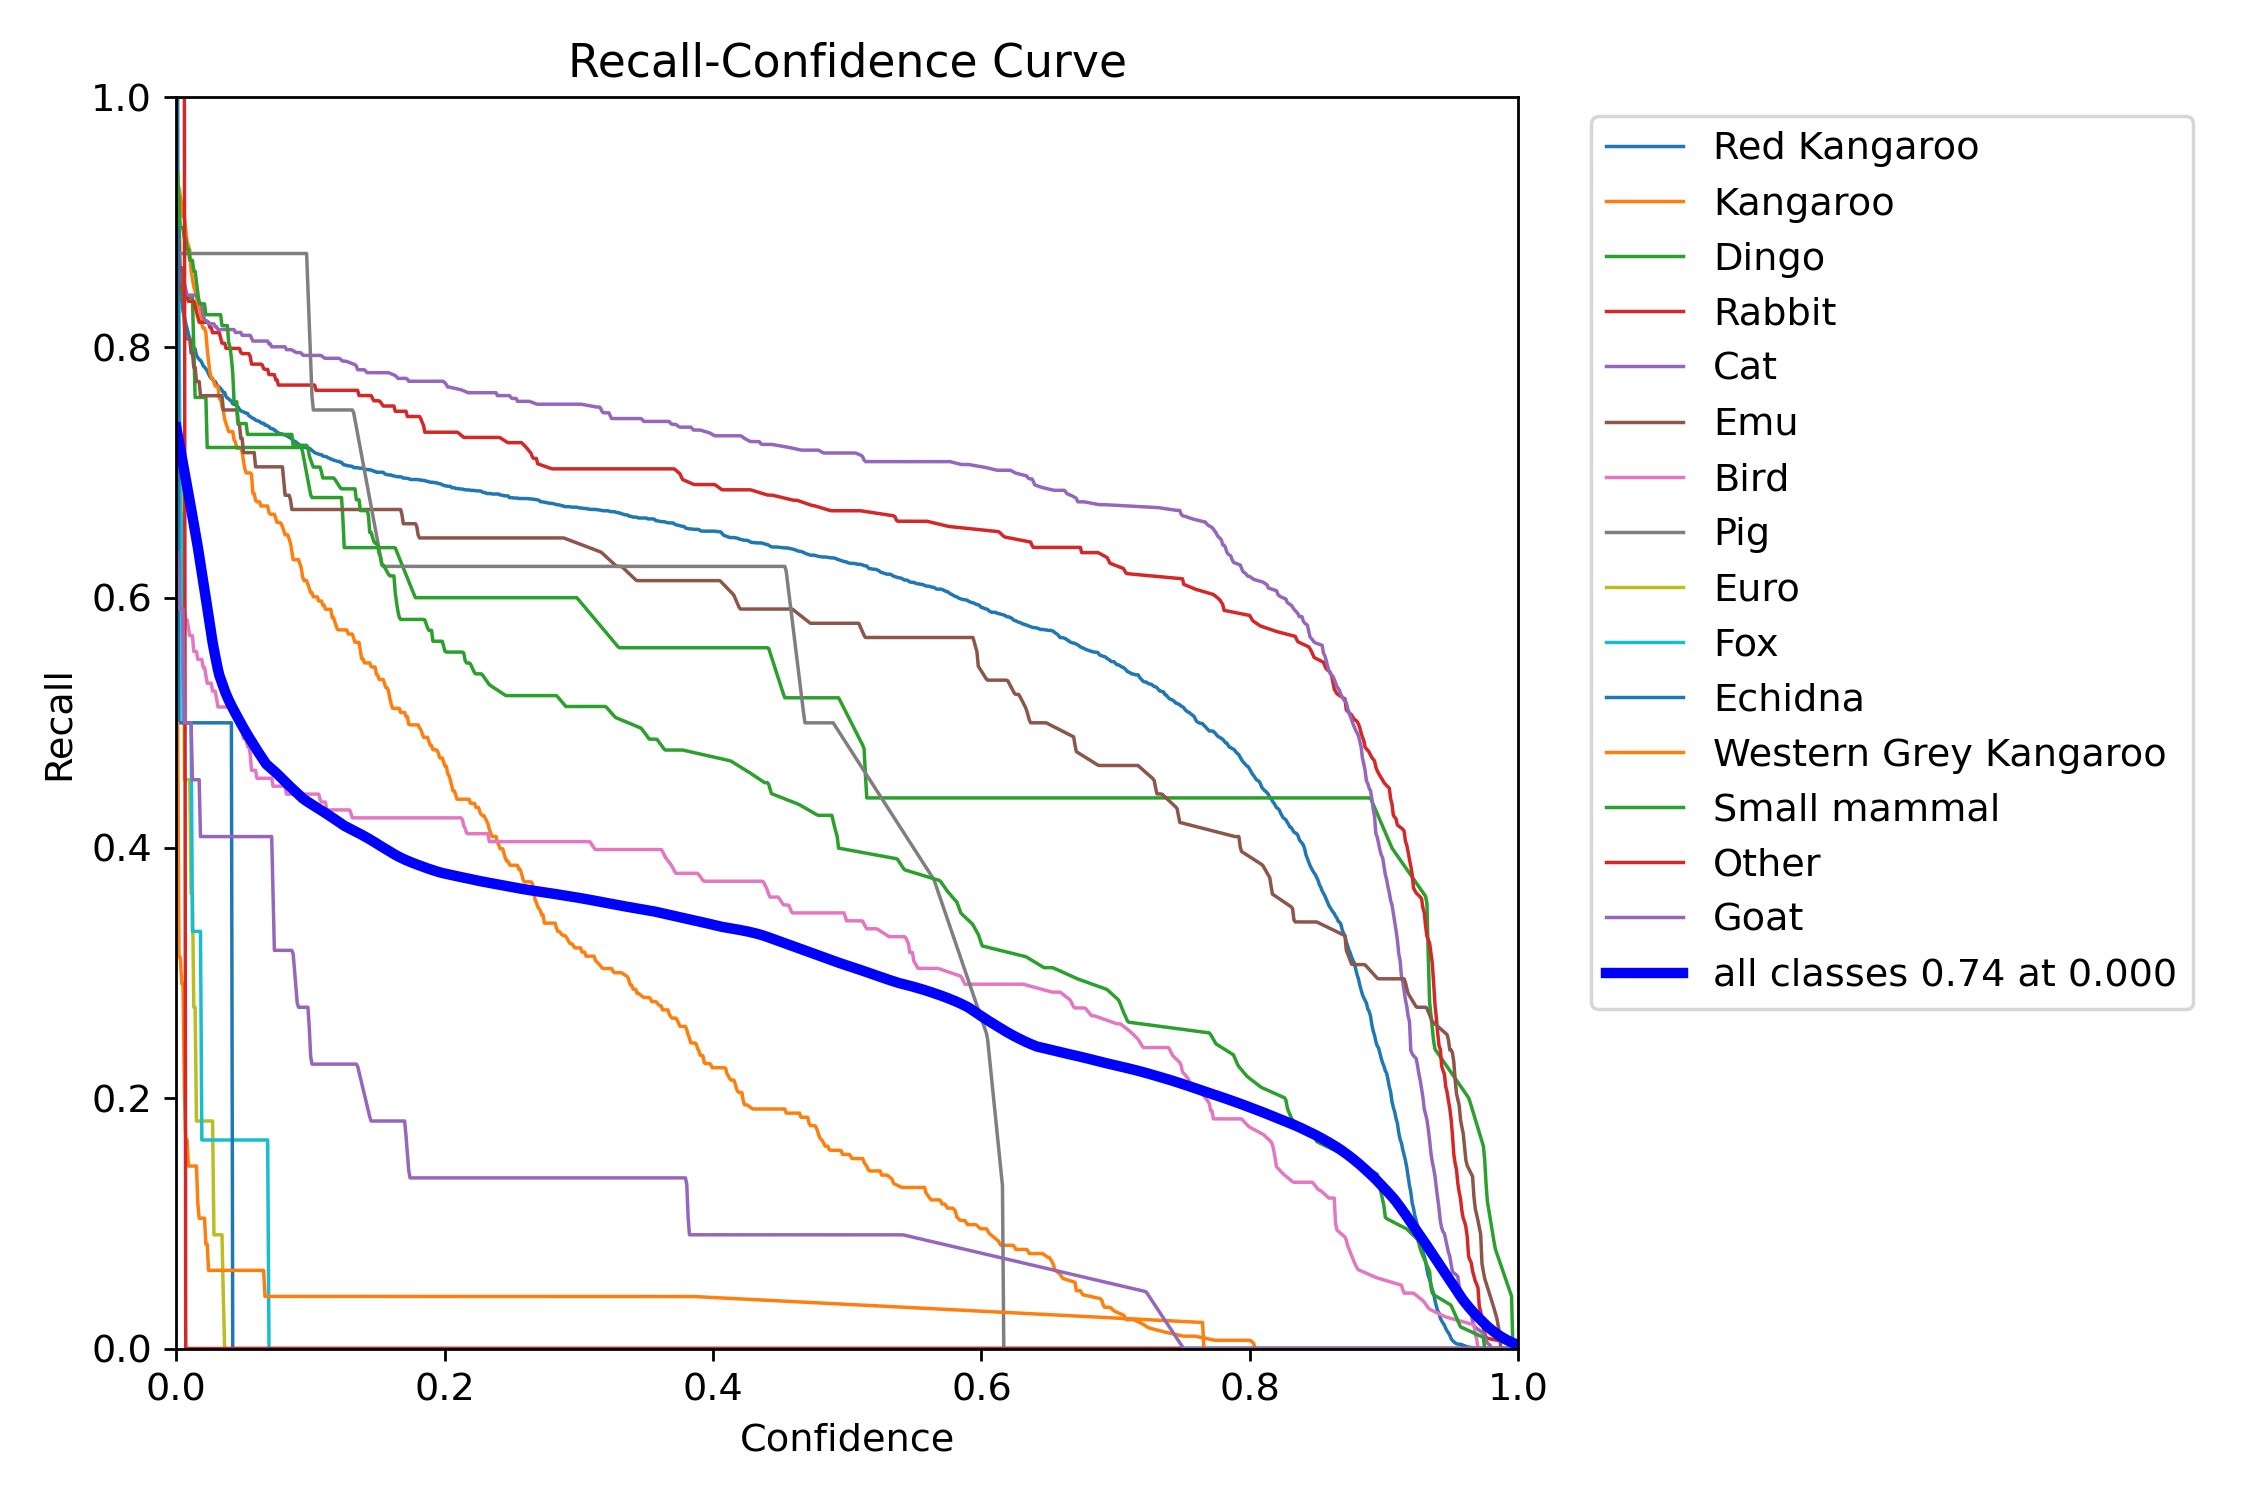 Recall-Confidence Curve
1.0
0.8
0.6
0.4
0.2
0.0
Recall
0.0 0.2 0.4 0.6 0.8 1.0
Confidence
Red Kangaroo
Kangaroo
Dingo
Rabbit
Cat
Emu
Bird
Pig
Euro
Fox
Echidna
Western Grey Kangaroo
Small mammal
Other
Goat
all classes 0.74 at 0.000